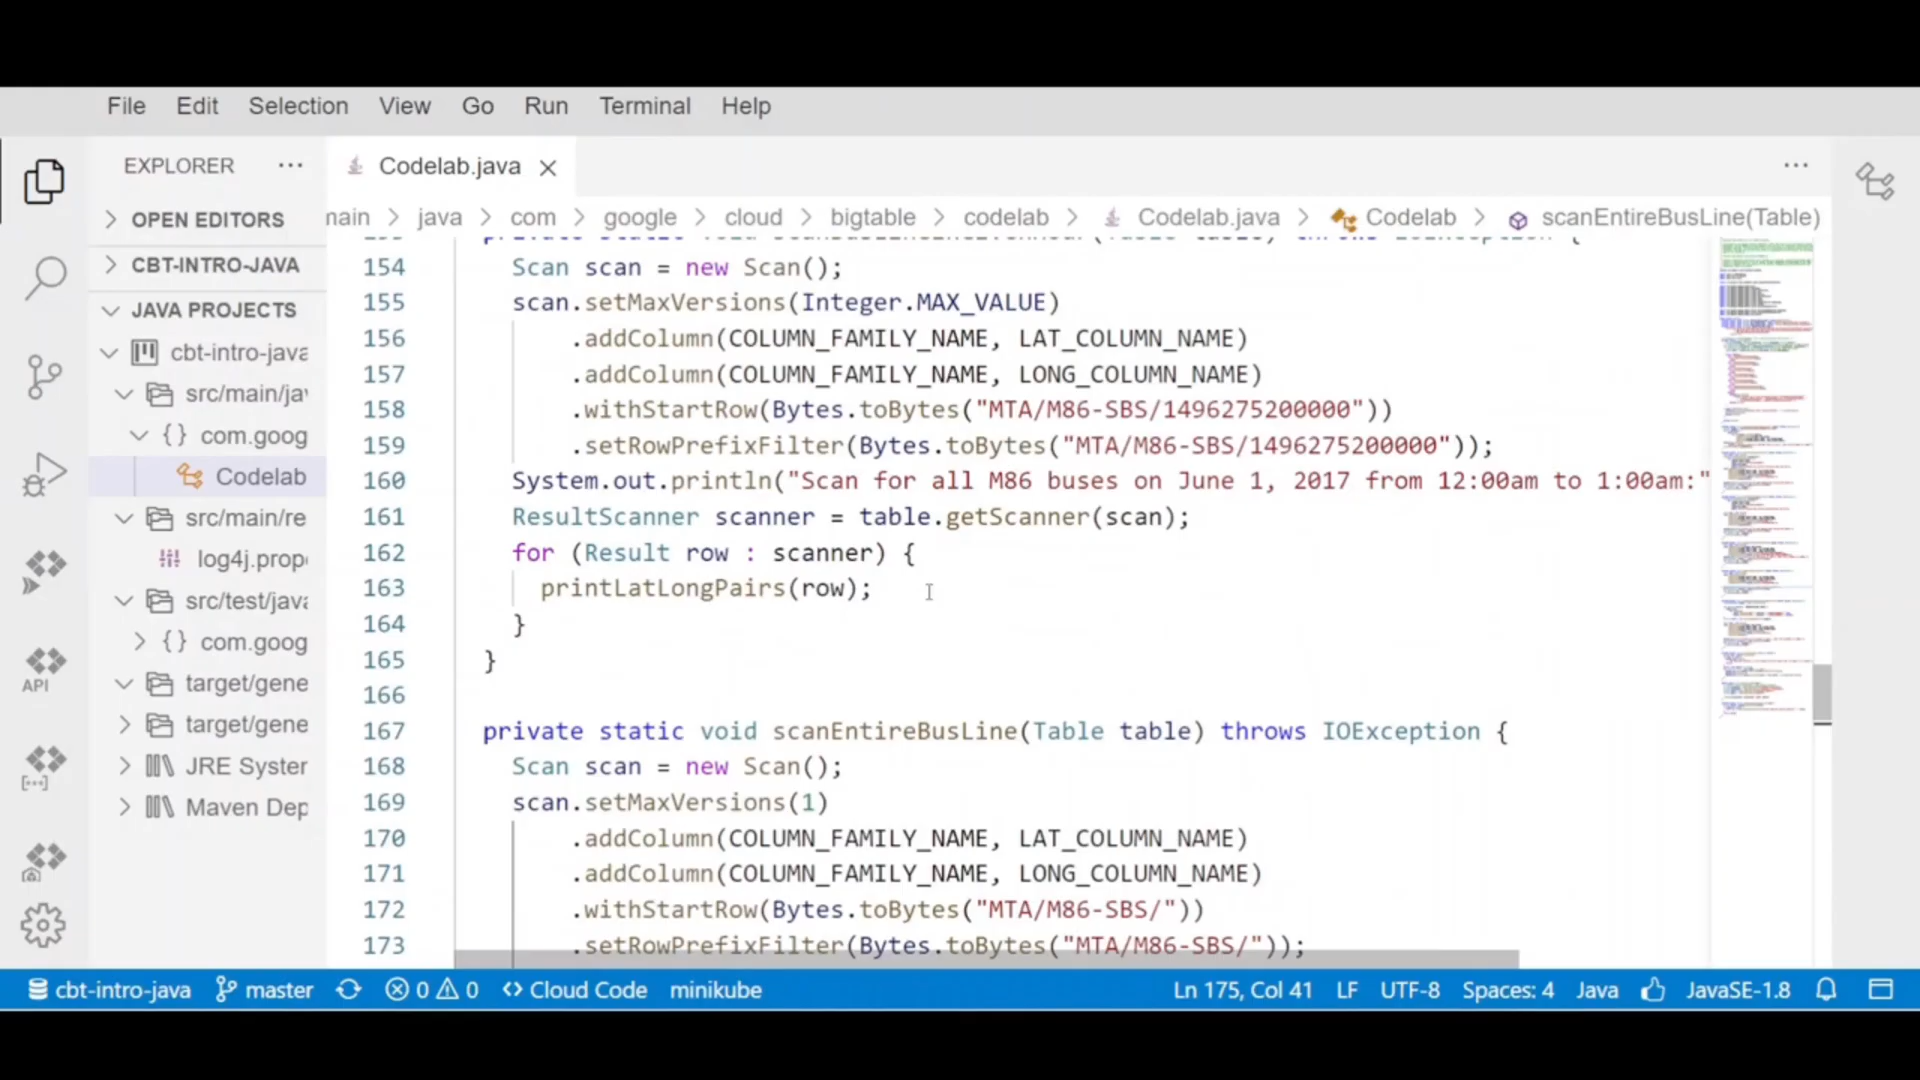 File Edit Selection View Go Run Terminal Help
EXPLORER ···
Codelab.java
OPEN EDITORS
CBT-INTRO-JAVA
JAVA PROJECTS
cbt-intro-java
src/main/jav
com.goog
Codelab
src/main/re
log4j.prop
src/test/java
com.goog
target/gene
target/gene
JRE System
Maven Dep
API
main > java > com > google > cloud > bigtable > codelab > Codelab.java > Codelab > scanEntireBusLine(Table)
154 Scan scan = new Scan();
155 scan.setMaxVersions(Integer.MAX_VALUE)
156 .addColumn(COLUMN_FAMILY_NAME, LAT_COLUMN_NAME)
157 .addColumn(COLUMN_FAMILY_NAME, LONG_COLUMN_NAME)
158 .withStartRow(Bytes.toBytes("MTA/M86-SBS/1496275200000"))
159 .setRowPrefixFilter(Bytes.toBytes("MTA/M86-SBS/1496275200000"));
160 System.out.println("Scan for all M86 buses on June 1, 2017 from 12:00am to 1:00am:"
161 ResultScanner scanner = table.getScanner(scan);
162 for (Result row : scanner) {
163 printLatLongPairs(row);
164 }
165 }
166
167 private static void scanEntireBusLine(Table table) throws IOException {
168 Scan scan = new Scan();
169 scan.setMaxVersions(1)
170 .addColumn(COLUMN_FAMILY_NAME, LAT_COLUMN_NAME)
171 .addColumn(COLUMN_FAMILY_NAME, LONG_COLUMN_NAME)
172 .withStartRow(Bytes.toBytes("MTA/M86-SBS/"))
173 .setRowPrefixFilter(Bytes.toBytes("MTA/M86-SBS/"));
cbt-intro-java master 0 0 <> Cloud Code minikube Ln 175, Col 41 LF UTF-8 Spaces: 4 Java JavaSE-1.8